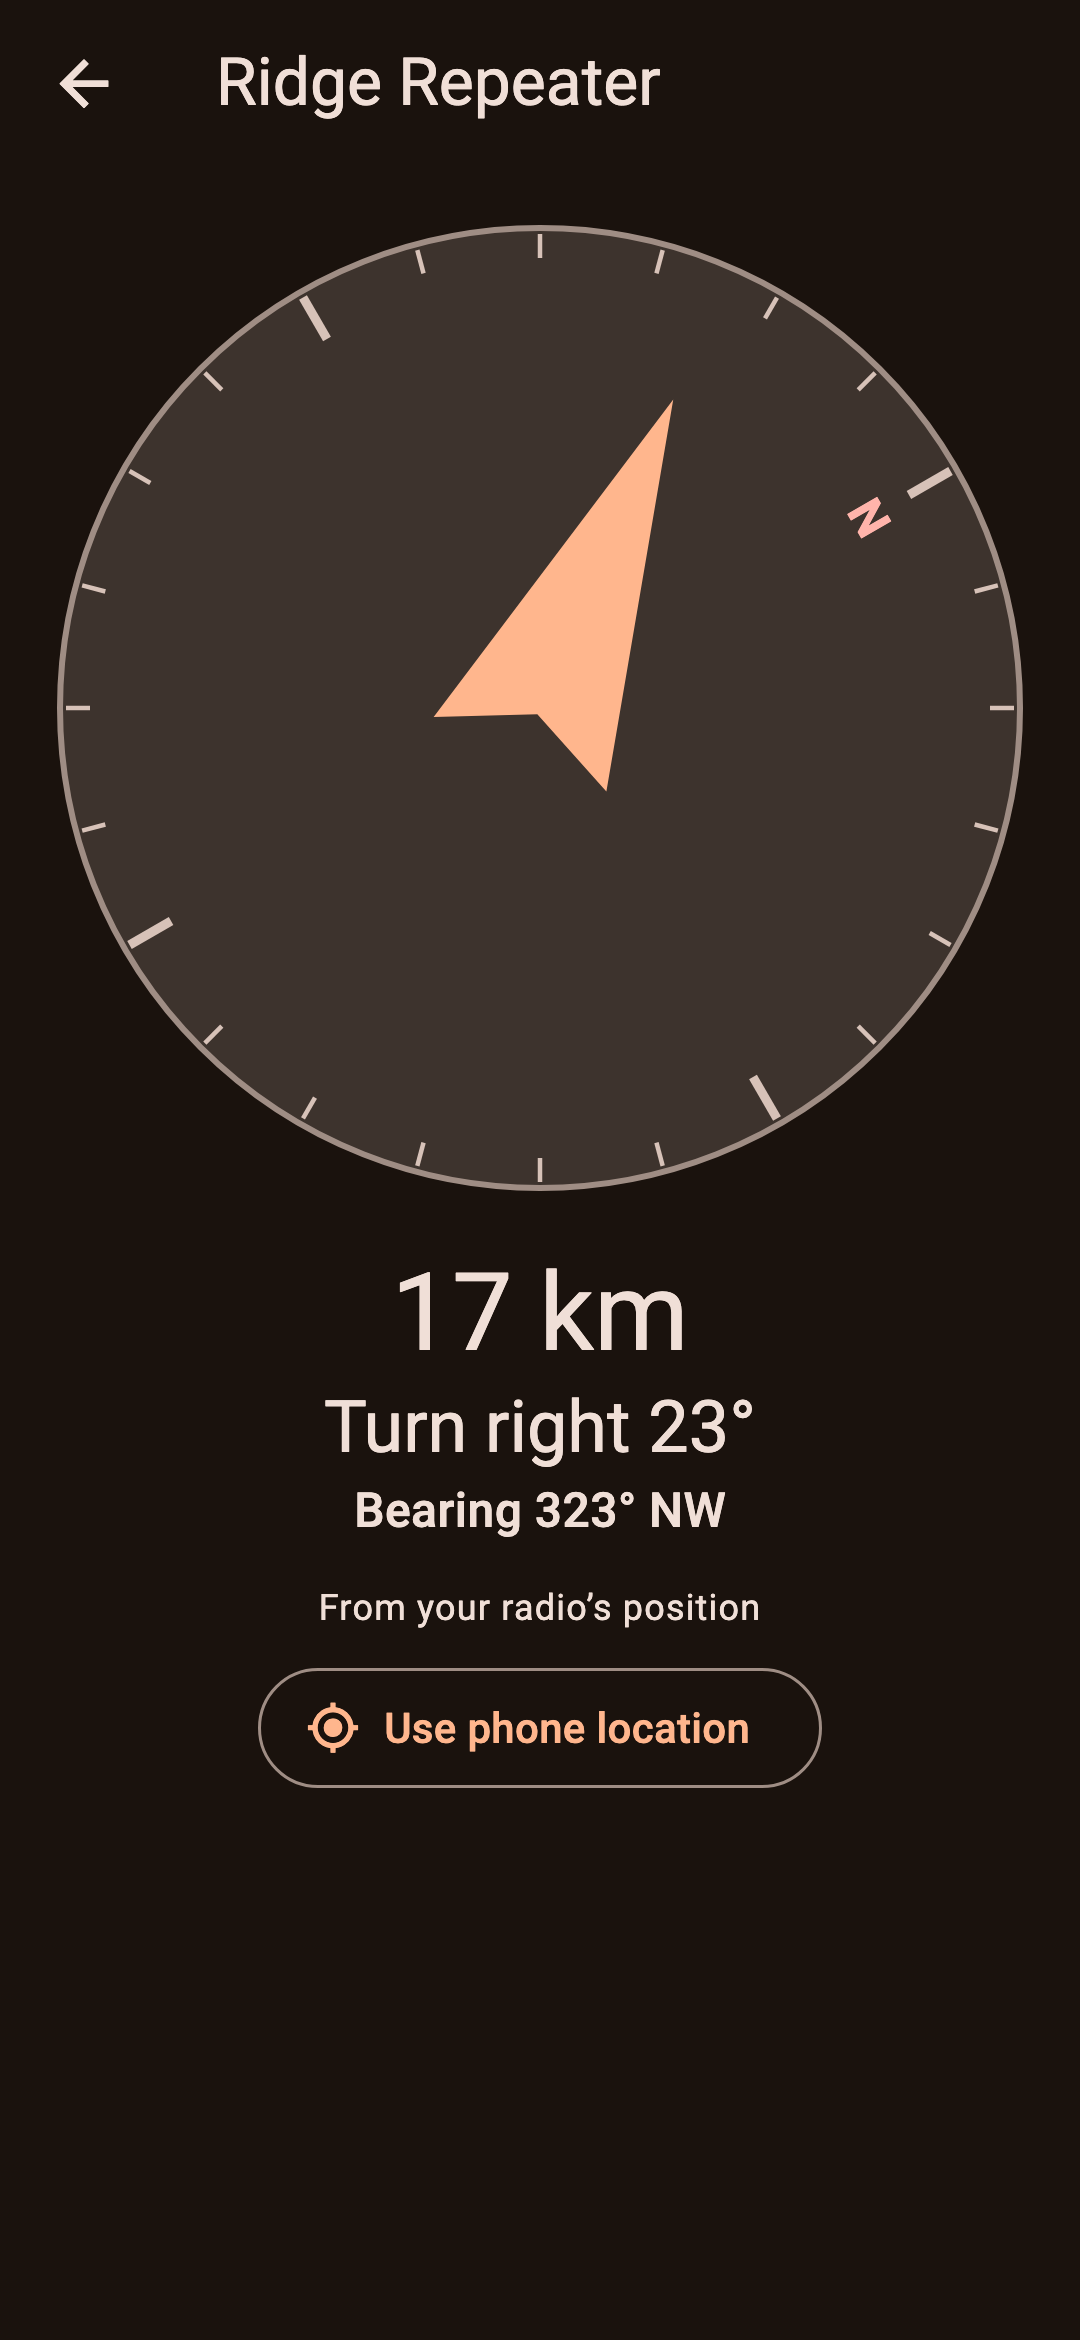 Ridge Repeater
N
17 km
Turn right 23°
Bearing 323° NW
From your radio’s position
Use phone location